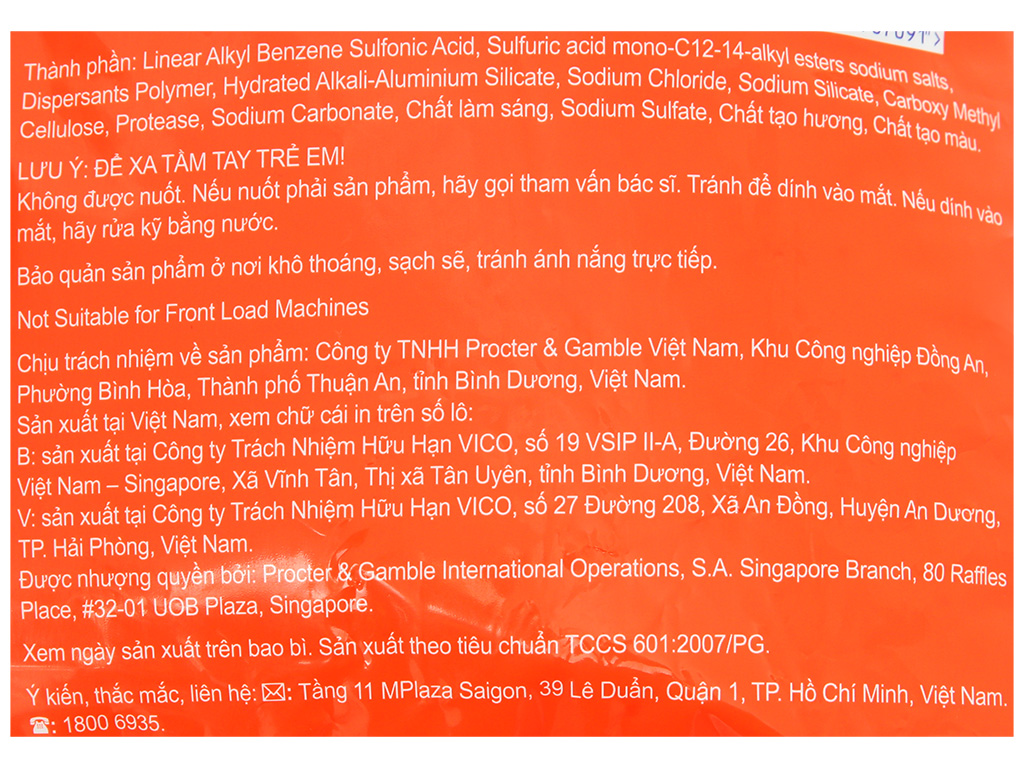 Thành phần: Linear Alkyl Benzene Sulfonic Acid, Sulfuric acid mono-C12-14-alkyl esters sodium salts,
Dispersants Polymer, Hydrated Alkali-Aluminium Silicate, Sodium Chloride, Sodium Silicate, Carboxy Methyl
Cellulose, Protease, Sodium Carbonate, Chất làm sáng, Sodium Sulfate, Chất tạo hương, Chất tạo màu.
LƯU Ý: ĐỂ XA TẦM TAY TRẺ EM!
Không được nuốt. Nếu nuốt phải sản phẩm, hãy gọi tham vấn bác sĩ. Tránh để dính vào mắt. Nếu dính vào
mắt, hãy rửa kỹ bằng nước.
Bảo quản sản phẩm ở nơi khô thoáng, sạch sẽ, tránh ánh nắng trực tiếp.
Not Suitable for Front Load Machines
Chịu trách nhiệm về sản phẩm: Công ty TNHH Procter & Gamble Việt Nam, Khu Công nghiệp Đồng An,
Phường Bình Hòa, Thành phố Thuận An, tỉnh Bình Dương, Việt Nam.
Sản xuất tại Việt Nam, xem chữ cái in trên số lô:
B: sản xuất tại Công ty Trách Nhiệm Hữu Hạn VICO, số 19 VSIP II-A, Đường 26, Khu Công nghiệp
Việt Nam – Singapore, Xã Vĩnh Tân, Thị xã Tân Uyên, tỉnh Bình Dương, Việt Nam.
V: sản xuất tại Công ty Trách Nhiệm Hữu Hạn VICO, số 27 Đường 208, Xã An Đồng, Huyện An Dương,
TP. Hải Phòng, Việt Nam.
Được nhượng quyền bởi: Procter & Gamble International Operations, S.A. Singapore Branch, 80 Raffles
Place, #32-01 UOB Plaza, Singapore.
Xem ngày sản xuất trên bao bì. Sản xuất theo tiêu chuẩn TCCS 601:2007/PG.
Ý kiến, thắc mắc, liên hệ: ✉: Tầng 11 MPlaza Saigon, 39 Lê Duẩn, Quận 1, TP. Hồ Chí Minh, Việt Nam.
☎: 1800 6935.